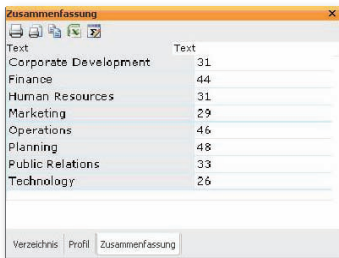 Zusammenfassung
Text Text
Corporate Development 31
Finance 44
Human Resources 31
Marketing 29
Operations 46
Planning 48
Public Relations 33
Technology 26
Verzeichnis Profil Zusammenfassung